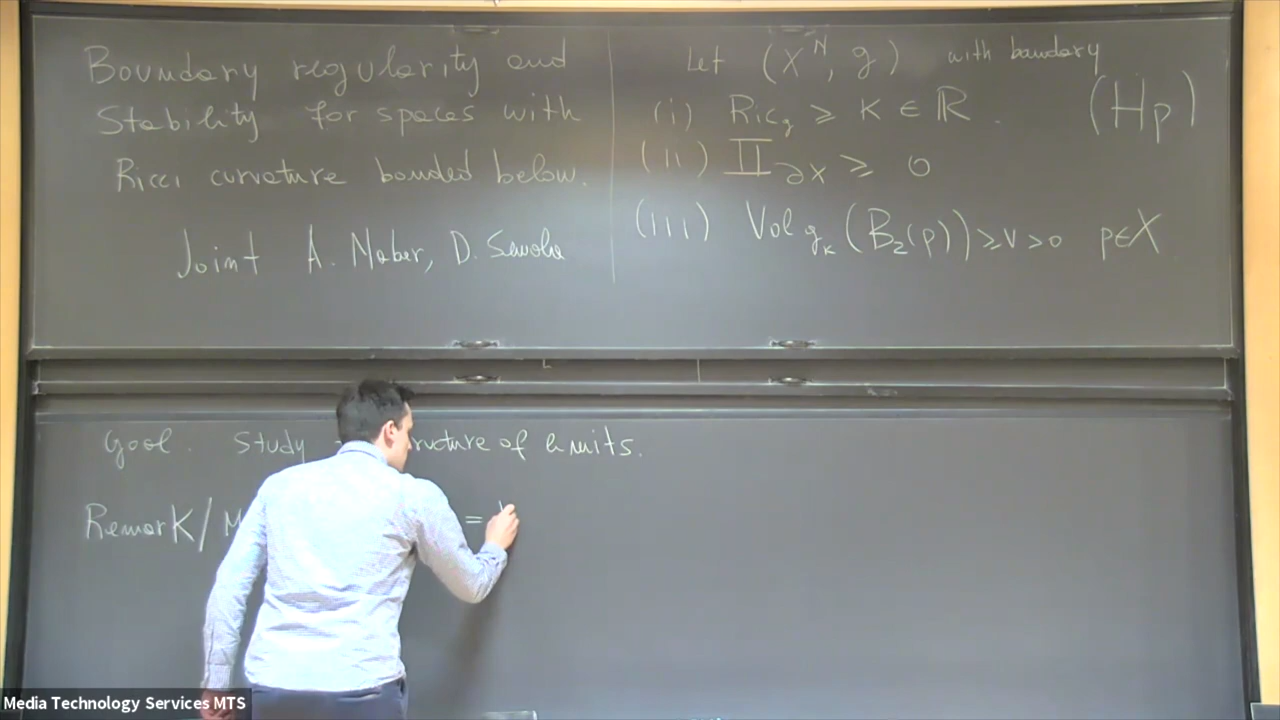 Boundary regularity and
Stability for spaces with
Ricci curvature bounded below.
Joint A. Naber, D. Semola
Let (X^N, g) with boundary
(i) Ric_g ≥ K ∈ ℝ. (Hp)
(ii) II_∂X ≥ 0
(iii) Vol_{g_k}(B_2(p)) ≥ v > 0 p∈X
Goal. Study structure of limits.
Remark/ =
Media Technology Services MTS